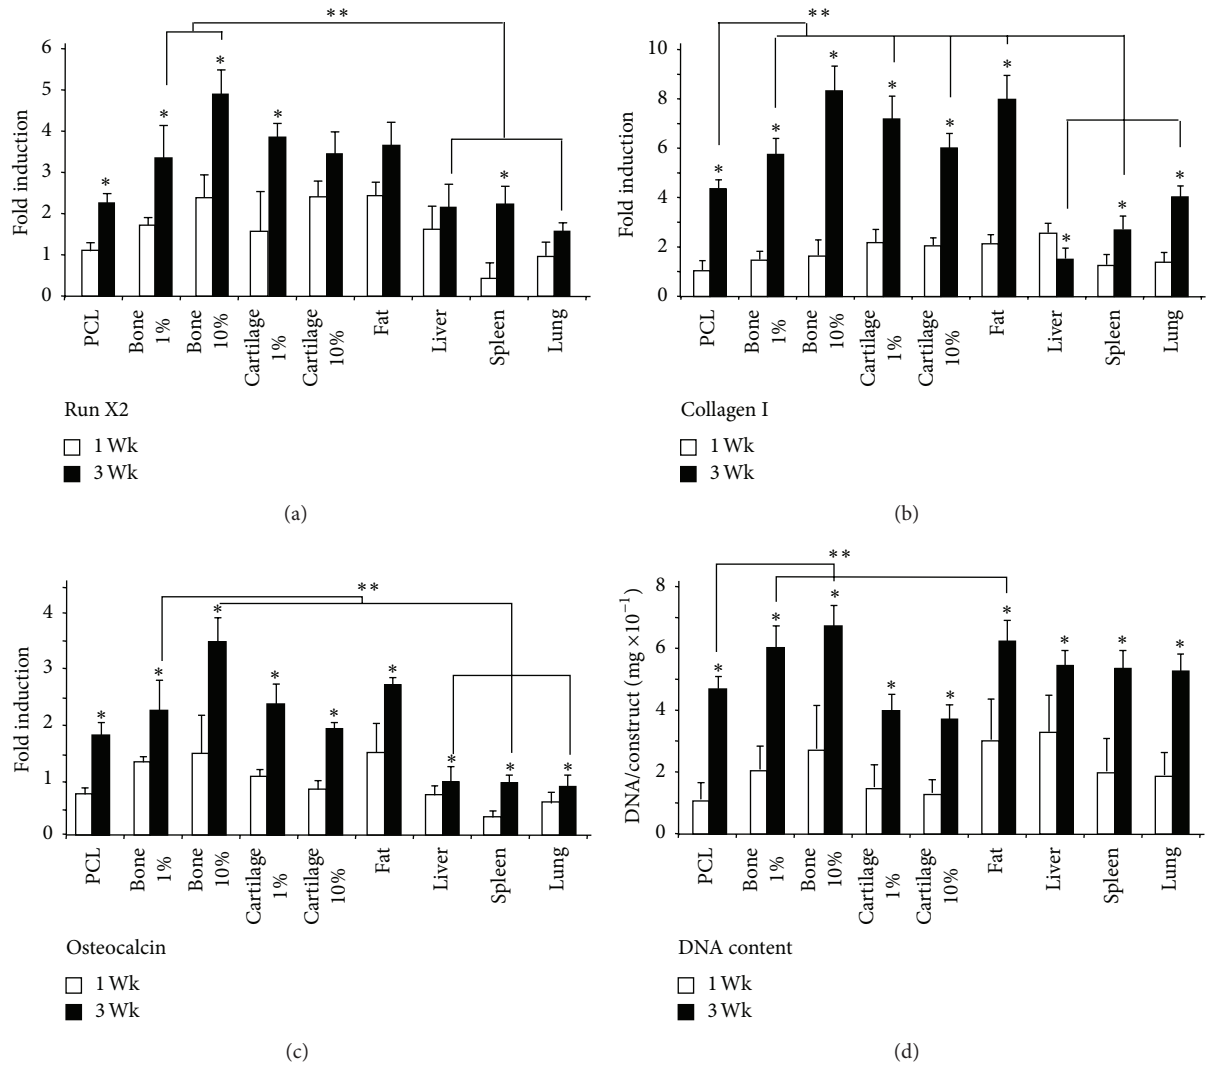 **
6
5
4
3
2
1
0
Fold induction
*
*
*
*
*
PCL
Bone 1%
Bone 10%
Cartilage 1%
Cartilage 10%
Fat
Liver
Spleen
Lung
Run X2
1 Wk
3 Wk
(a)
**
10
8
6
4
2
0
Fold induction
*
*
*
*
*
*
*
*
*
PCL
Bone 1%
Bone 10%
Cartilage 1%
Cartilage 10%
Fat
Liver
Spleen
Lung
Collagen I
1 Wk
3 Wk
(b)
**
4
3
2
1
0
Fold induction
*
*
*
*
*
*
*
*
*
PCL
Bone 1%
Bone 10%
Cartilage 1%
Cartilage 10%
Fat
Liver
Spleen
Lung
Osteocalcin
1 Wk
3 Wk
(c)
**
8
6
4
2
0
DNA/construct (mg ×10⁻¹)
*
*
*
*
*
*
*
*
*
PCL
Bone 1%
Bone 10%
Cartilage 1%
Cartilage 10%
Fat
Liver
Spleen
Lung
DNA content
1 Wk
3 Wk
(d)